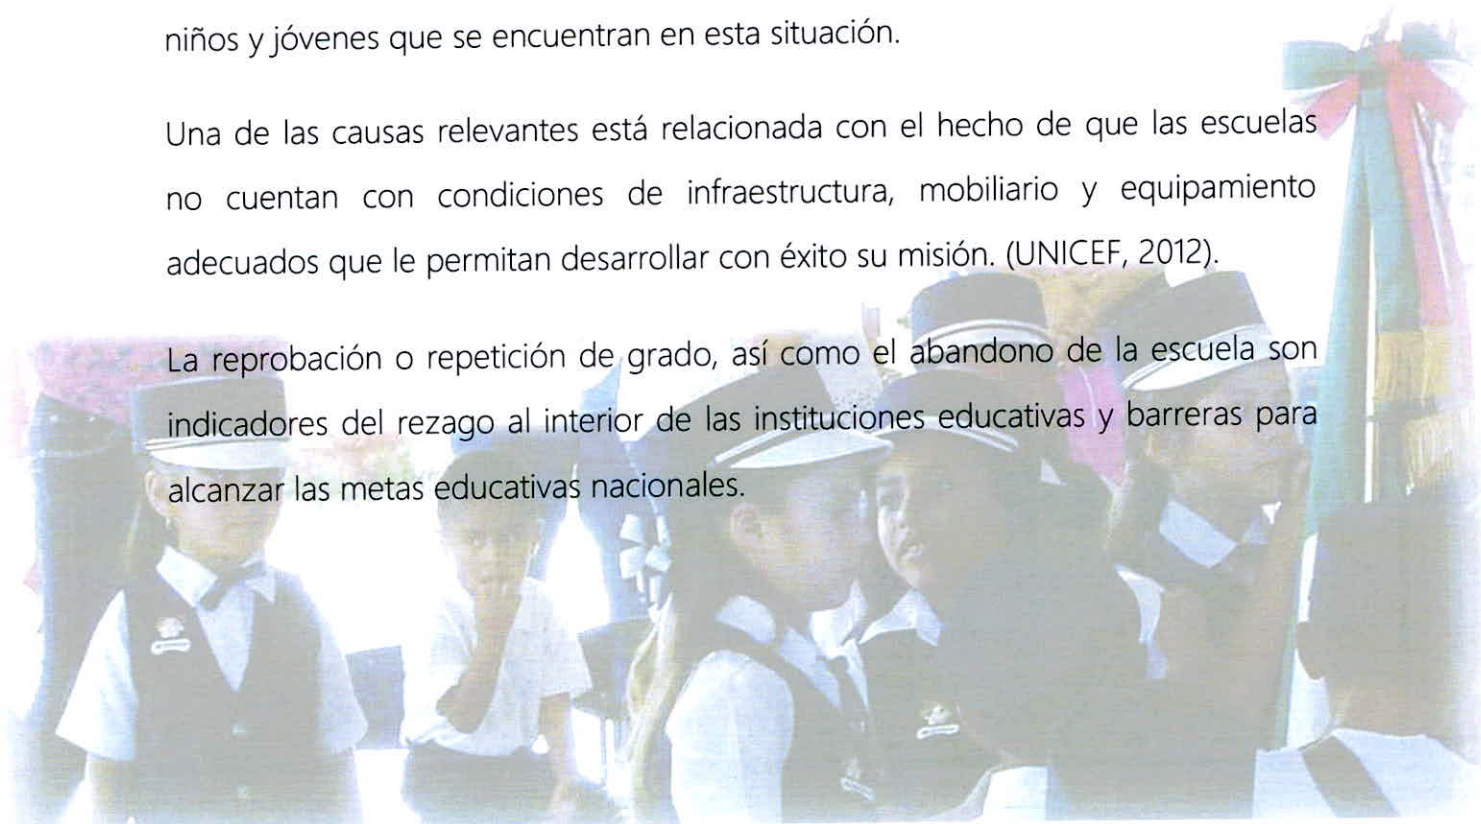 niños y jóvenes que se encuentran en esta situación.
Una de las causas relevantes está relacionada con el hecho de que las escuelas
no cuentan con condiciones de infraestructura, mobiliario y equipamiento
adecuados que le permitan desarrollar con éxito su misión. (UNICEF, 2012).
La reprobación o repetición de grado, así como el abandono de la escuela son
indicadores del rezago al interior de las instituciones educativas y barreras para
alcanzar las metas educativas nacionales.